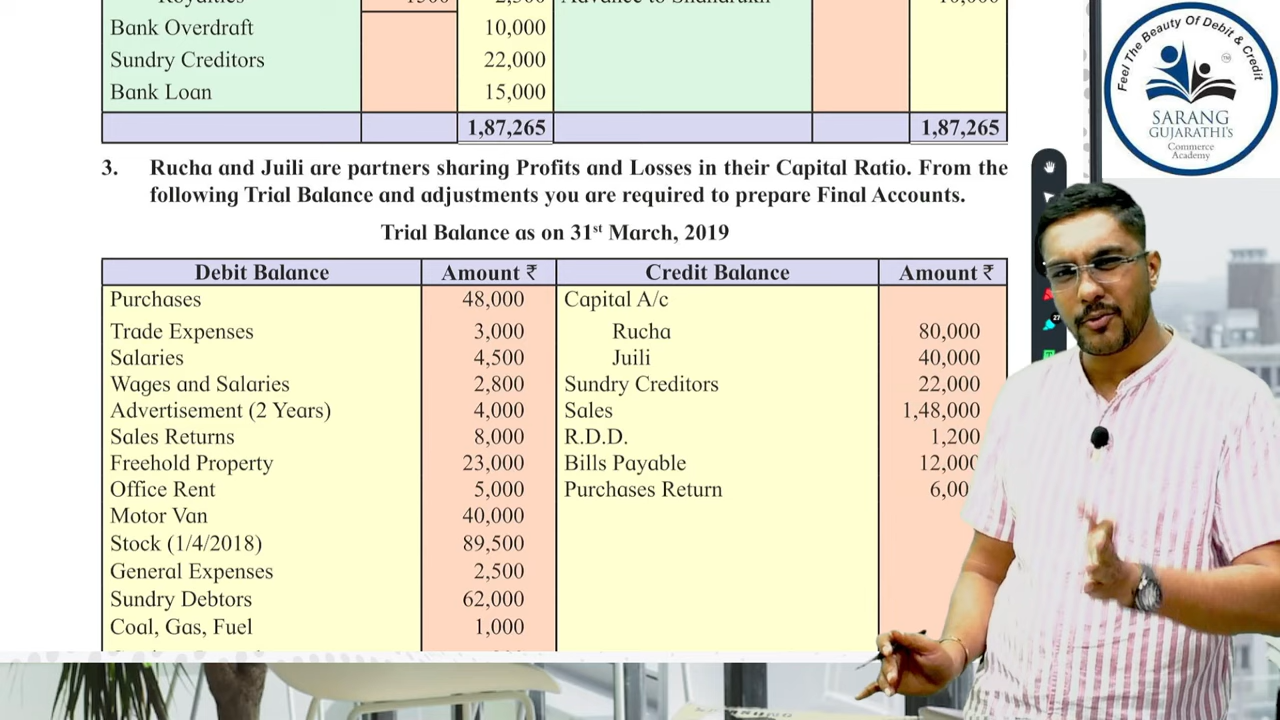 Bank Overdraft 10,000
Sundry Creditors 22,000
Bank Loan 15,000
1,87,265 1,87,265
3. Rucha and Juili are partners sharing Profits and Losses in their Capital Ratio. From the
following Trial Balance and adjustments you are required to prepare Final Accounts.
Trial Balance as on 31st March, 2019
Debit Balance Amount ₹ Credit Balance Amount ₹
Purchases 48,000 Capital A/c
Trade Expenses 3,000 Rucha 80,000
Salaries 4,500 Juili 40,000
Wages and Salaries 2,800 Sundry Creditors 22,000
Advertisement (2 Years) 4,000 Sales 1,48,000
Sales Returns 8,000 R.D.D. 1,200
Freehold Property 23,000 Bills Payable 12,000
Office Rent 5,000 Purchases Return 6,00
Motor Van 40,000
Stock (1/4/2018) 89,500
General Expenses 2,500
Sundry Debtors 62,000
Coal, Gas, Fuel 1,000
Feel The Beauty Of Debit & Credit
TM
SARANG
GUJARATHI'S
Commerce
Academy
27